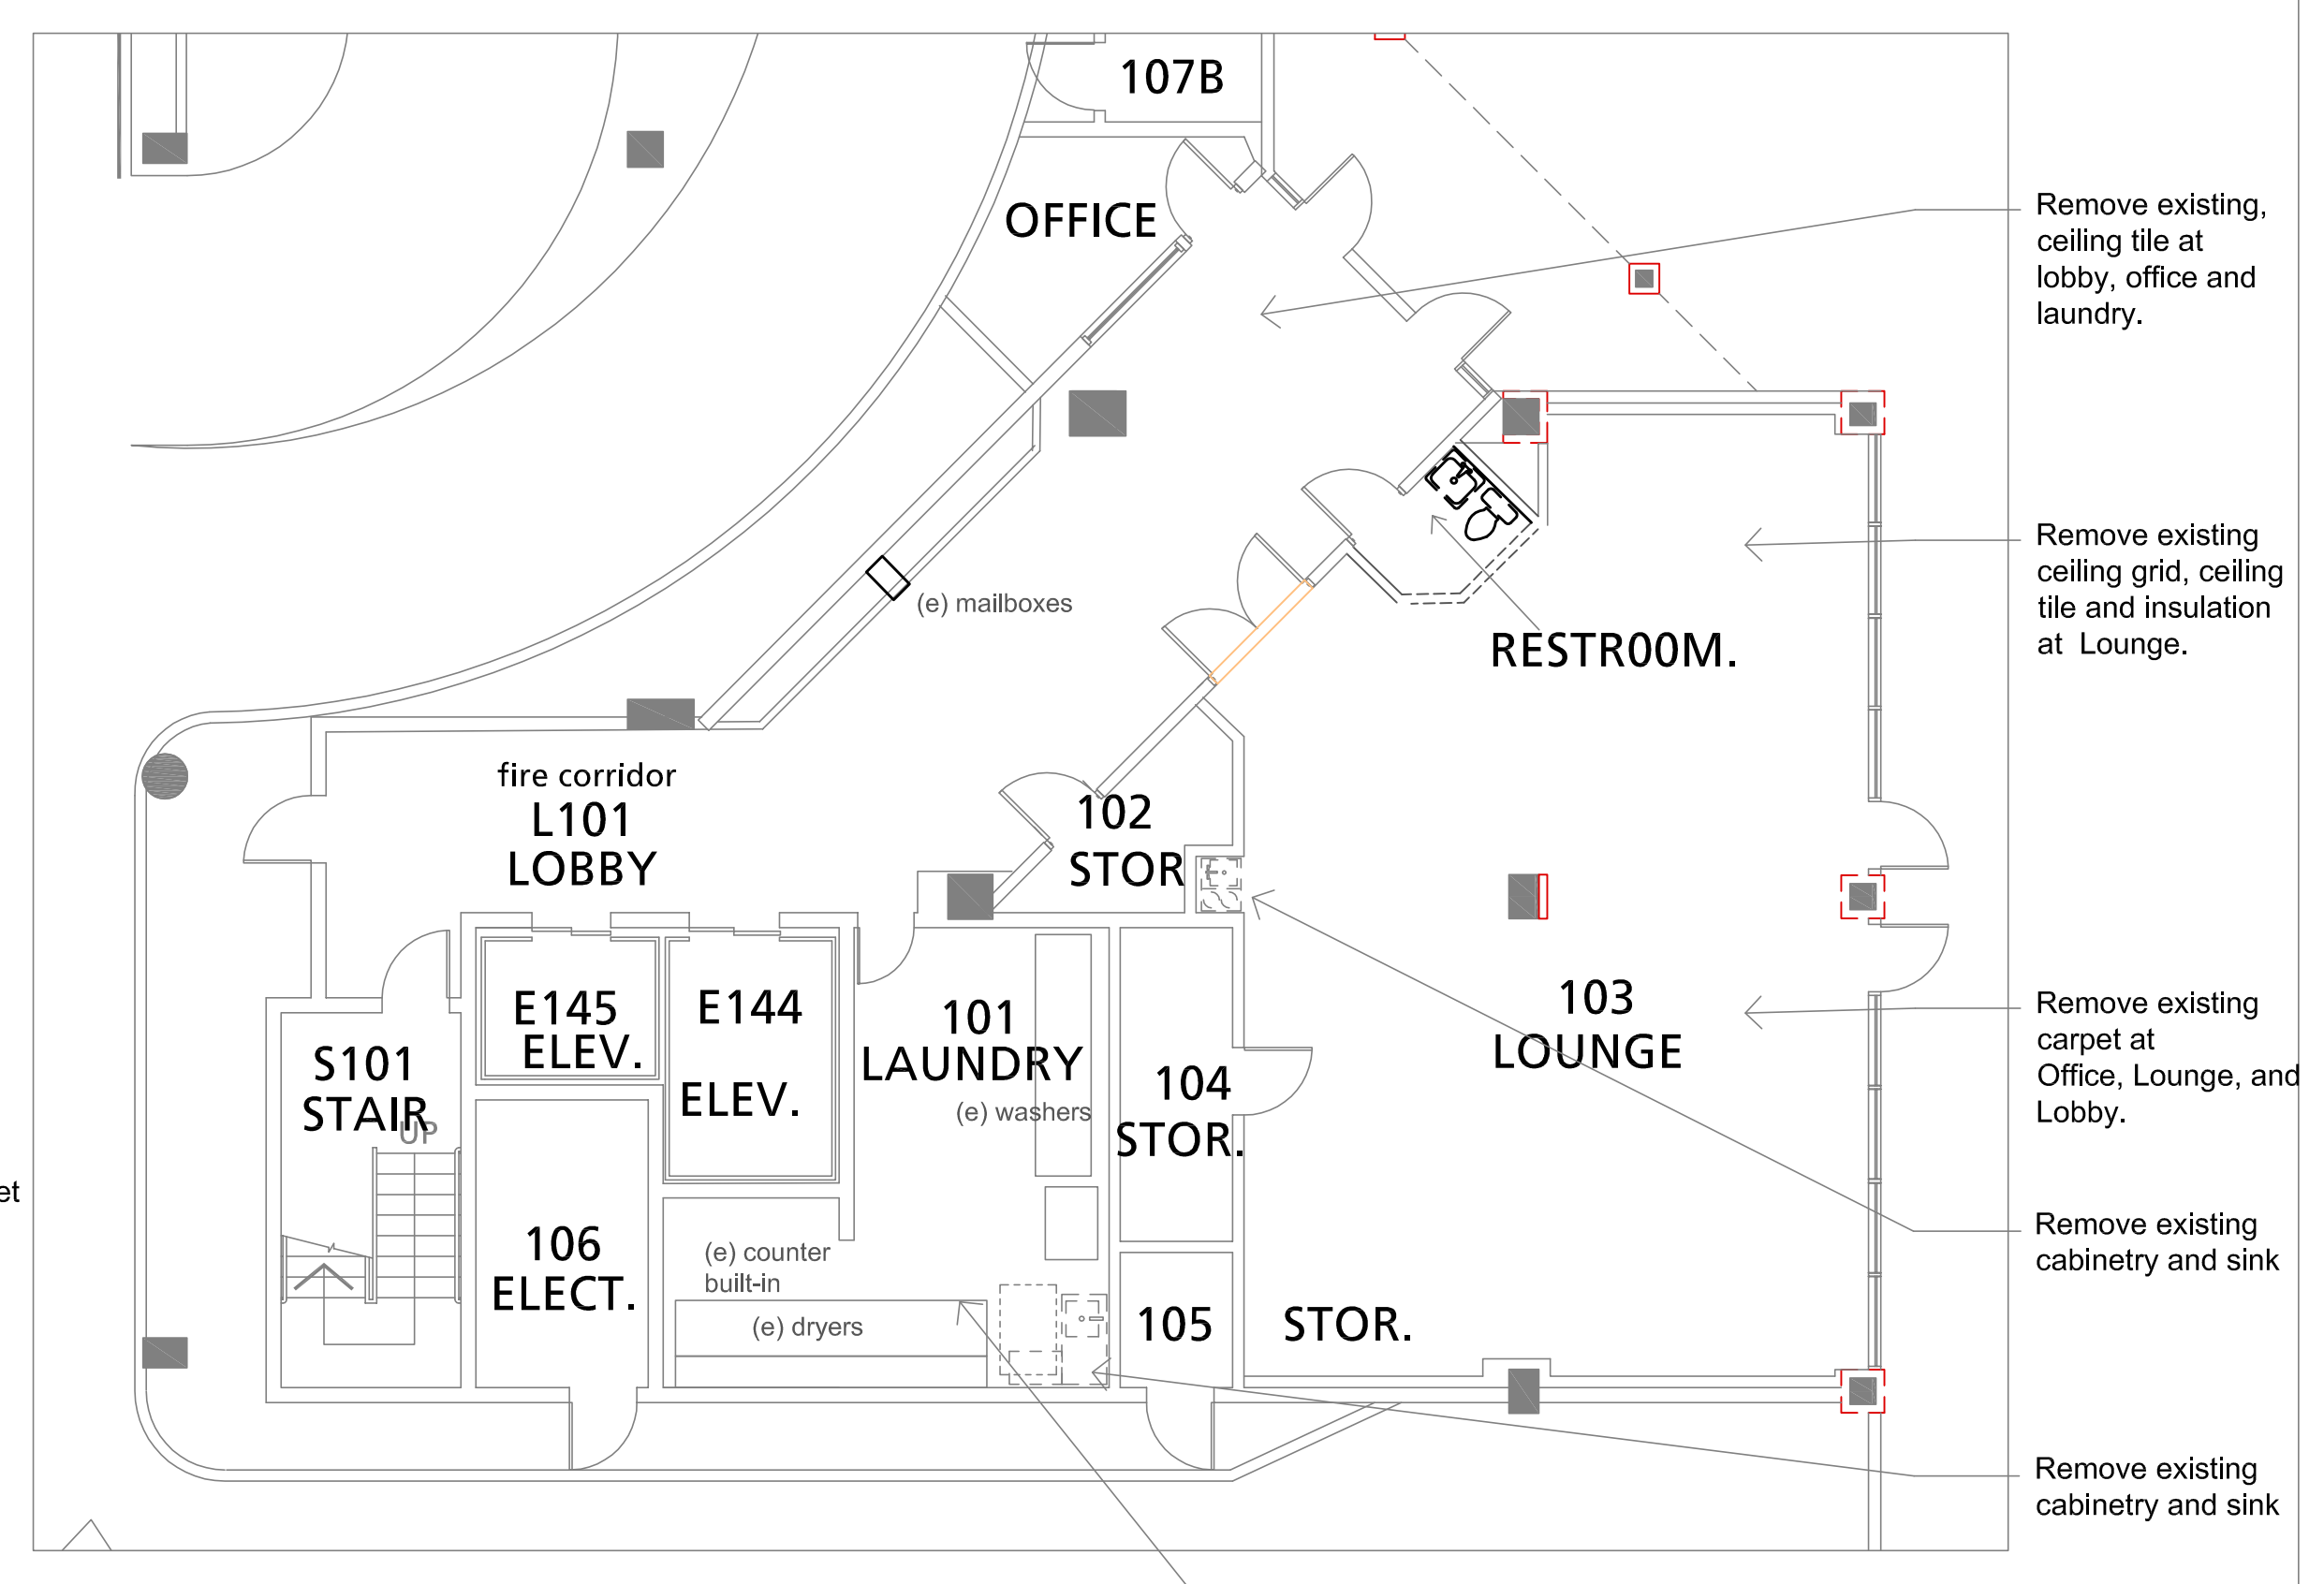 107B
OFFICE
Remove existing,
ceiling tile at
lobby, office and
laundry.
Remove existing
ceiling grid, ceiling
tile and insulation
at Lounge.
(e) mailboxes
RESTR00M.
fire corridor
L101
LOBBY
102
STOR
E145
ELEV.
E144
ELEV.
101
LAUNDRY
(e) washers
103
LOUNGE
Remove existing
carpet at
Office, Lounge, and
Lobby.
S101
STAIR
UP
104
STOR.
et
Remove existing
cabinetry and sink
106
ELECT.
(e) counter
built-in
(e) dryers
105
STOR.
Remove existing
cabinetry and sink